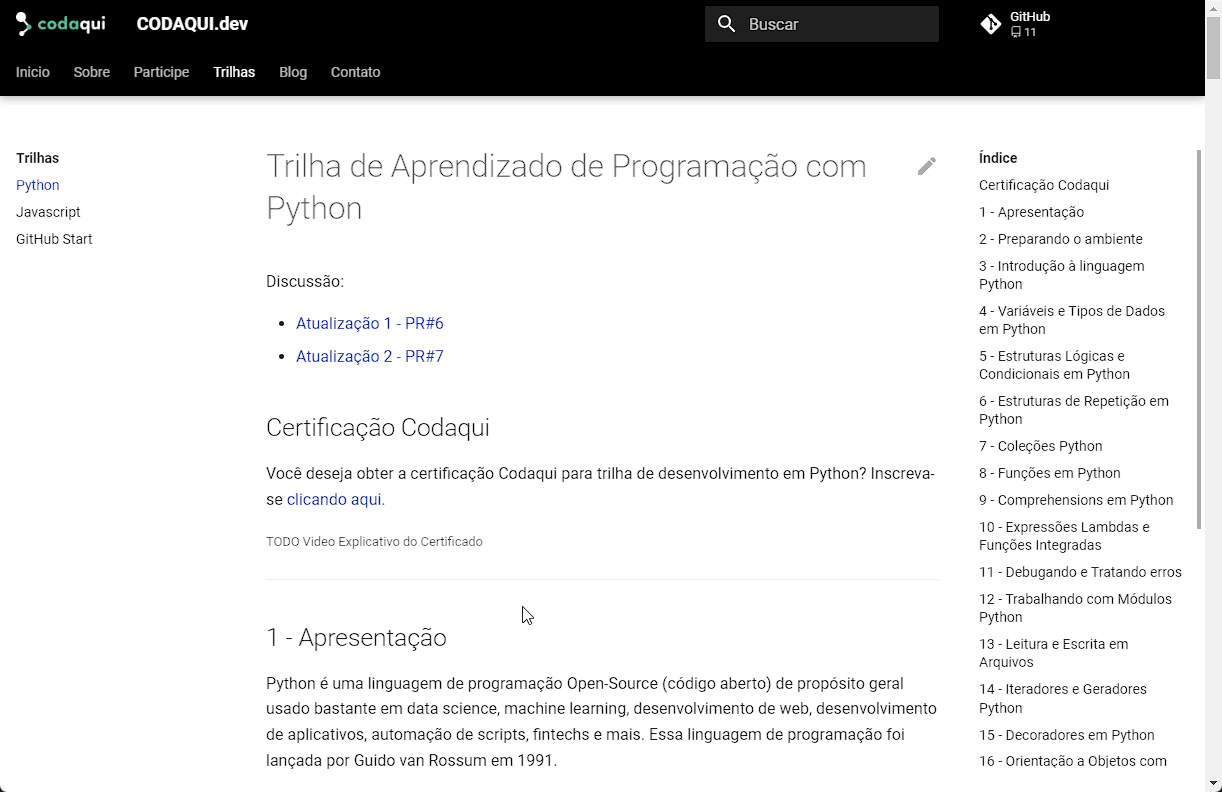 codaqui CODAQUI.dev Buscar GitHub
11
Inicio Sobre Participe Trilhas Blog Contato
Trilhas
Python
Javascript
GitHub Start
Trilha de Aprendizado de Programação com
Python
Discussão:
Atualização 1 - PR#6
Atualização 2 - PR#7
Certificação Codaqui
Você deseja obter a certificação Codaqui para trilha de desenvolvimento em Python? Inscreva-
se clicando aqui.
TODO Video Explicativo do Certificado
1 - Apresentação
Python é uma linguagem de programação Open-Source (código aberto) de propósito geral
usado bastante em data science, machine learning, desenvolvimento de web, desenvolvimento
de aplicativos, automação de scripts, fintechs e mais. Essa linguagem de programação foi
lançada por Guido van Rossum em 1991.
Índice
Certificação Codaqui
1 - Apresentação
2 - Preparando o ambiente
3 - Introdução à linguagem
Python
4 - Variáveis e Tipos de Dados
em Python
5 - Estruturas Lógicas e
Condicionais em Python
6 - Estruturas de Repetição em
Python
7 - Coleções Python
8 - Funções em Python
9 - Comprehensions em Python
10 - Expressões Lambdas e
Funções Integradas
11 - Debugando e Tratando erros
12 - Trabalhando com Módulos
Python
13 - Leitura e Escrita em
Arquivos
14 - Iteradores e Geradores
Python
15 - Decoradores em Python
16 - Orientação a Objetos com